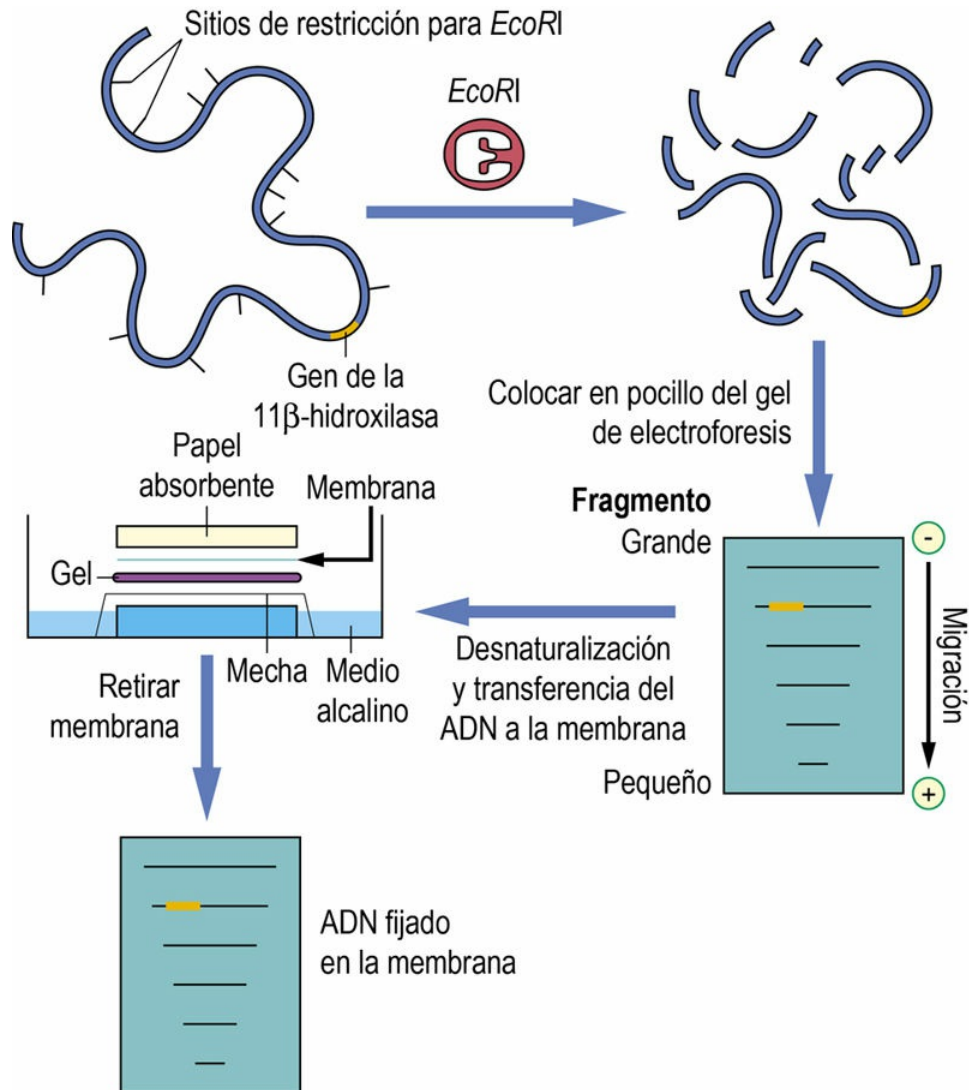 Sitios de restricción para EcoRI
EcoRI
Gen de la
11β-hidroxilasa
Colocar en pocillo del gel
de electroforesis
Papel
absorbente
Membrana
Gel
Mecha
Medio
alcalino
Fragmento
Grande
Pequeño
-
Migración
+
Desnaturalización
y transferencia del
ADN a la membrana
Retirar
membrana
ADN fijado
en la membrana